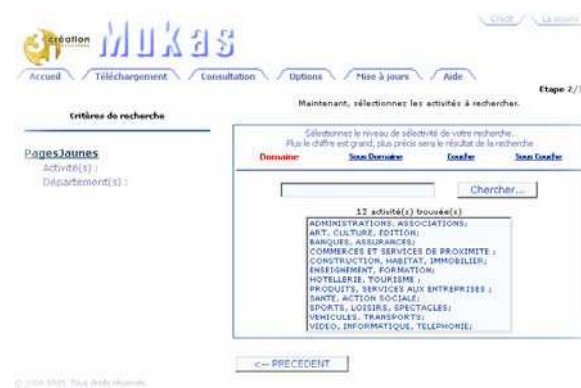 3i création Mukas
Crédit
Accueil Téléchargement Consultation Options Mise à jours Aide
Etape 2/
Maintenant, sélectionnez les activités à rechercher.
Critères de recherche
Sélectionnez le niveau de sélectivité de votre recherche.
Plus le chiffre est grand, plus précis sera le résultat de la recherche
PagesJaunes
Domaine Sous Domaine Couche Sous Couche
Activité(s) :
Département(s) :
Chercher...
12 activité(s) trouvée(s)
ADMINISTRATIONS, ASSOCIATIONS;
ART, CULTURE, EDITION;
BANQUES, ASSURANCES;
COMMERCES ET SERVICES DE PROXIMITE ;
CONSTRUCTION, HABITAT, IMMOBILIER;
ENSEIGNEMENT, FORMATION;
HOTELLERIE, TOURISME ;
PRODUITS, SERVICES AUX ENTREPRISES ;
SANTE, ACTION SOCIALE;
SPORTS, LOISIRS, SPECTACLES;
VEHICULES, TRANSPORTS;
VIDEO, INFORMATIQUE, TELEPHONIE;
<-- PRECEDENT
Tous droits réservés